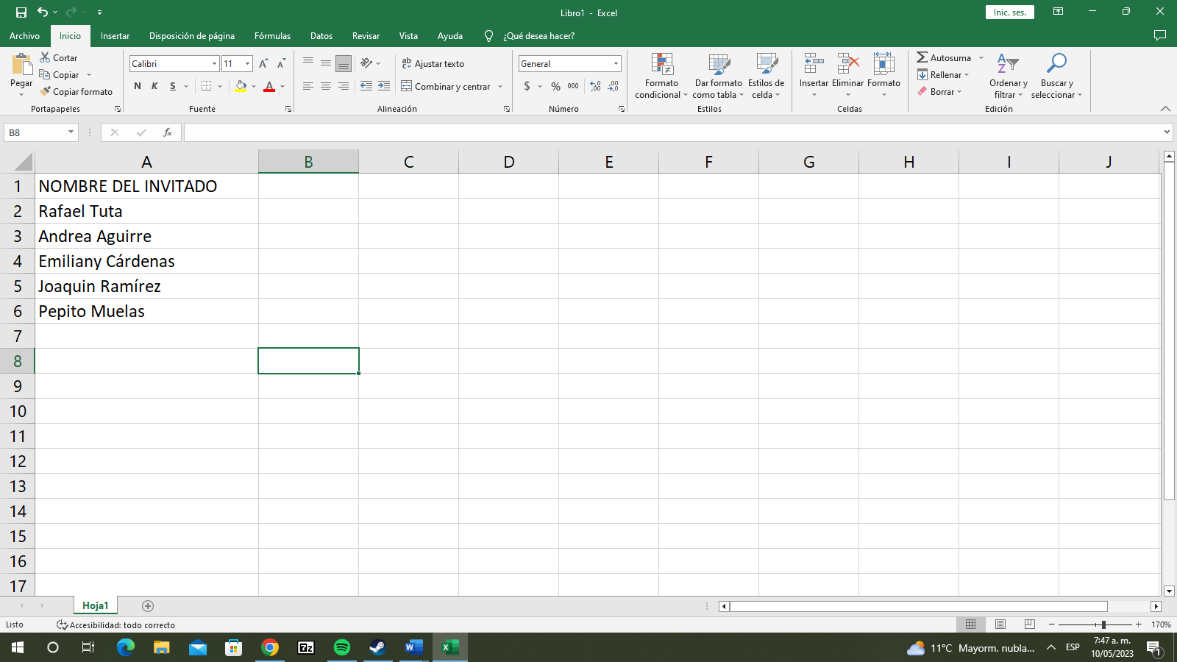 Libro1 - Excel
Inic. ses.
Archivo Inicio Insertar Disposición de página Fórmulas Datos Revisar Vista Ayuda ¿Qué desea hacer?
Pegar
Cortar
Copiar
Copiar formato
Portapapeles
Calibri 11
N K S
Fuente
Ajustar texto
Combinar y centrar
Alineación
General
$ % 000
Número
Formato condicional
Dar formato como tabla
Estilos de celda
Estilos
Insertar Eliminar Formato
Celdas
Autosuma
Rellenar
Borrar
Ordenar y filtrar
Buscar y seleccionar
Edición
B8
fx
A B C D E F G H I J
1 NOMBRE DEL INVITADO
2 Rafael Tuta
3 Andrea Aguirre
4 Emiliany Cárdenas
5 Joaquin Ramírez
6 Pepito Muelas
7
8
9
10
11
12
13
14
15
16
17
Hoja1
Listo
Accesibilidad: todo correcto
170%
7z
11°C Mayorm. nubla...
ESP
7:47 a. m.
10/05/2023
1